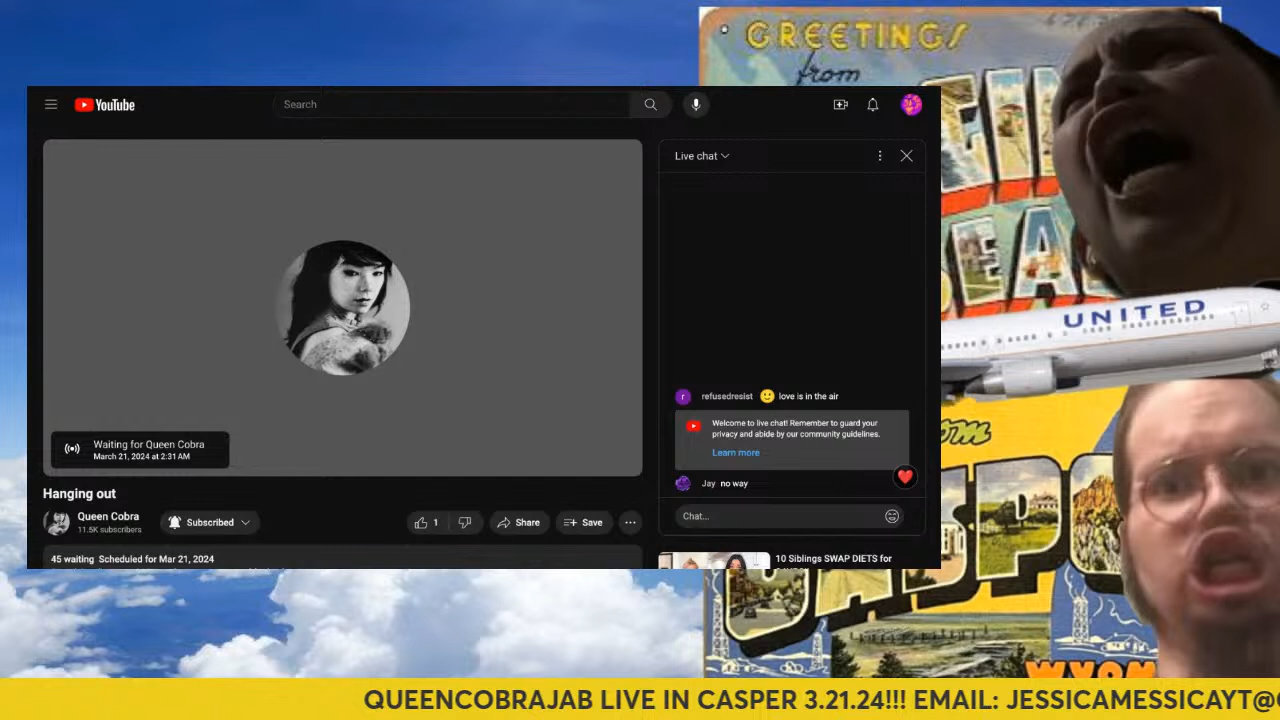 GREETINGS
from
YouTube
Search
Live chat
UNITED
refusedresist 🙂 love is in the air
Welcome to live chat! Remember to guard your
privacy and abide by our community guidelines.
Learn more
Jay no way
Chat...
Waiting for Queen Cobra
March 21, 2024 at 2:31 AM
Hanging out
Queen Cobra
11.5K subscribers
Subscribed
1
Share
Save
45 waiting Scheduled for Mar 21, 2024
10 Siblings SWAP DIETS for
QUEENCOBRAJAB LIVE IN CASPER 3.21.24!!! EMAIL: JESSICAMESSICAYT@